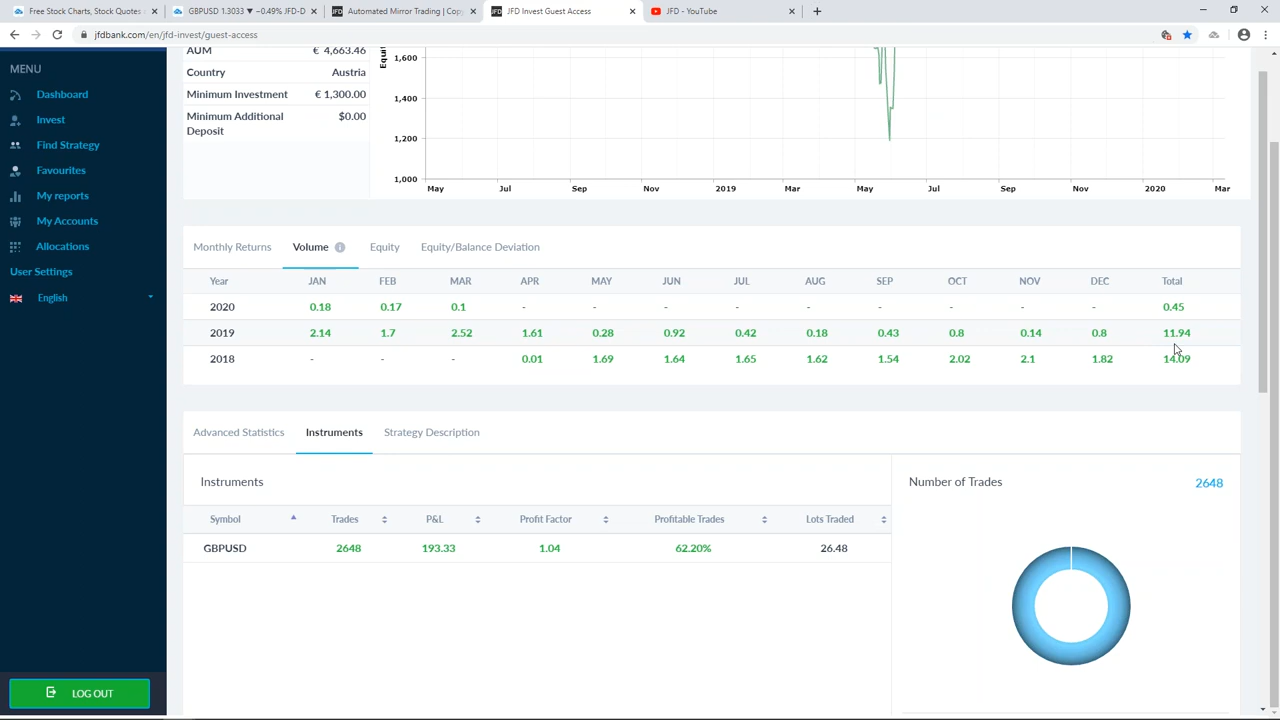 Free Stock Charts, Stock Quotes
GBPUSD 1.3033 ▼ −0.49% JFD-D
Automated Mirror Trading | Copy
JFD Invest Guest Access
JFD - YouTube
jfdbank.com/en/jfd-invest/guest-access
MENU
Dashboard
Invest
Find Strategy
Favourites
My reports
My Accounts
Allocations
User Settings
English
LOG OUT
AUM € 4,663.46
Country Austria
Minimum Investment € 1,300.00
Minimum Additional $0.00
Deposit
Equi
1,600
1,400
1,200
1,000
May Jul Sep Nov 2019 Mar May Jul Sep Nov 2020 Mar
Monthly Returns Volume Equity Equity/Balance Deviation
Year JAN FEB MAR APR MAY JUN JUL AUG SEP OCT NOV DEC Total
2020 0.18 0.17 0.1 - - - - - - - - - 0.45
2019 2.14 1.7 2.52 1.61 0.28 0.92 0.42 0.18 0.43 0.8 0.14 0.8 11.94
2018 - - - 0.01 1.69 1.64 1.65 1.62 1.54 2.02 2.1 1.82 14.09
Advanced Statistics Instruments Strategy Description
Instruments
Symbol Trades P&L Profit Factor Profitable Trades Lots Traded
GBPUSD 2648 193.33 1.04 62.20% 26.48
Number of Trades 2648